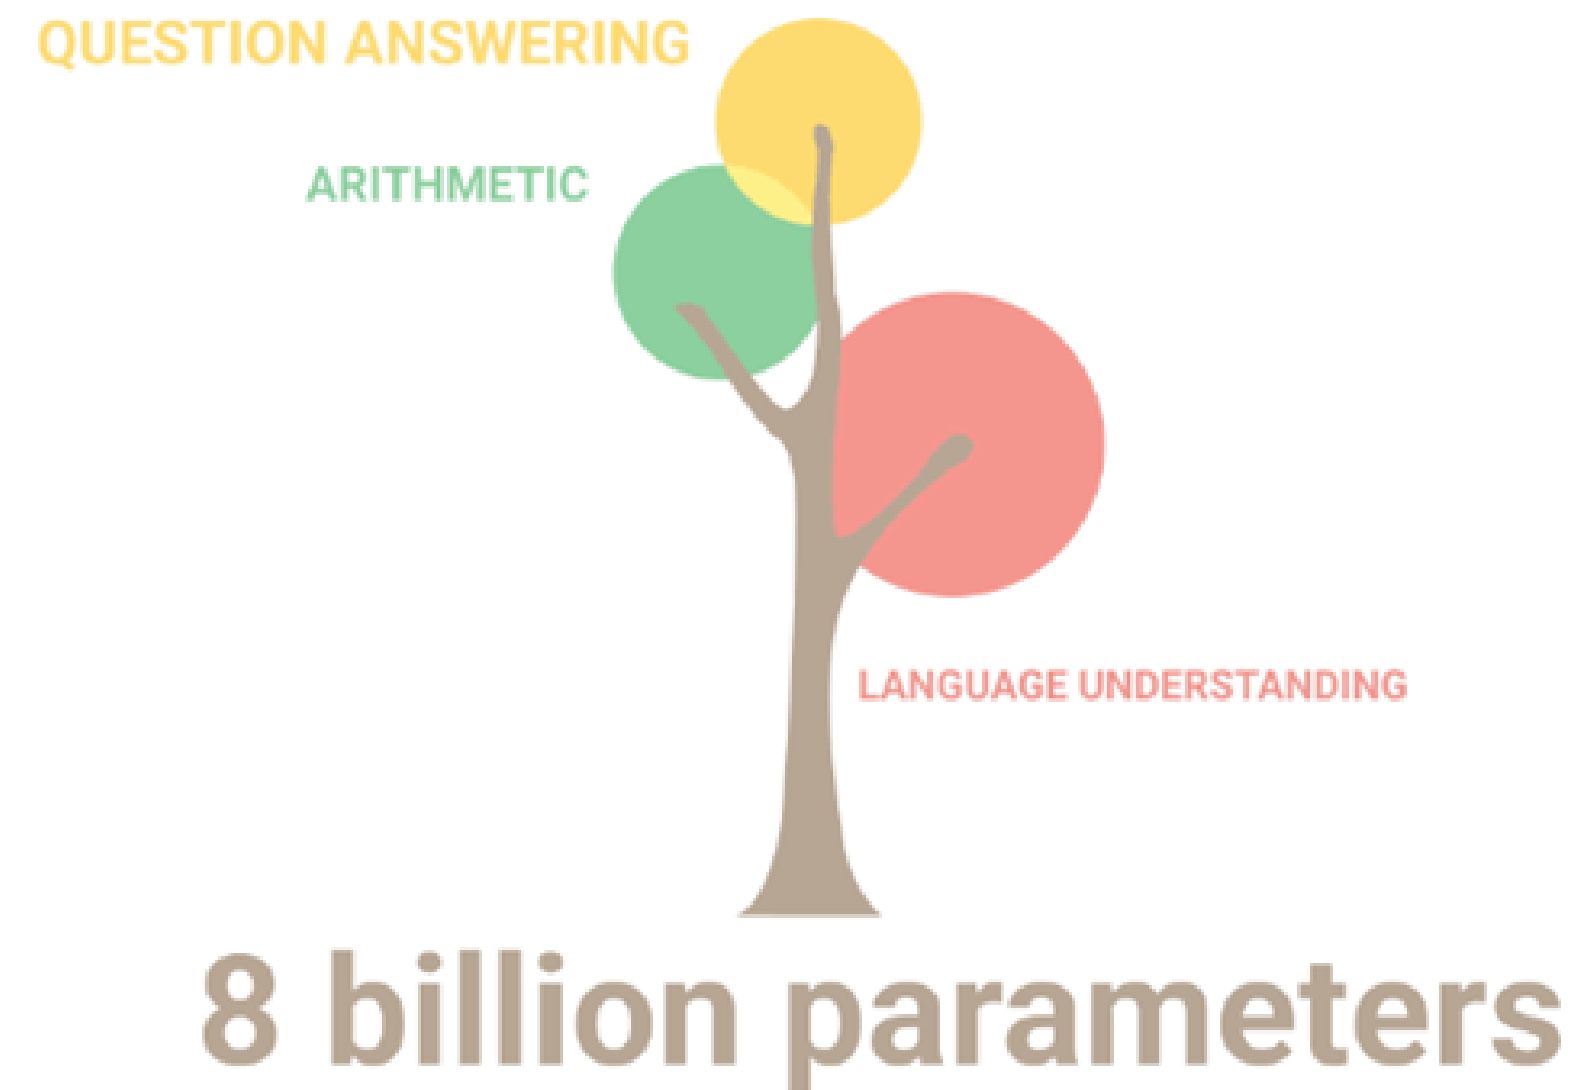 QUESTION ANSWERING
ARITHMETIC
LANGUAGE UNDERSTANDING
8 billion parameters